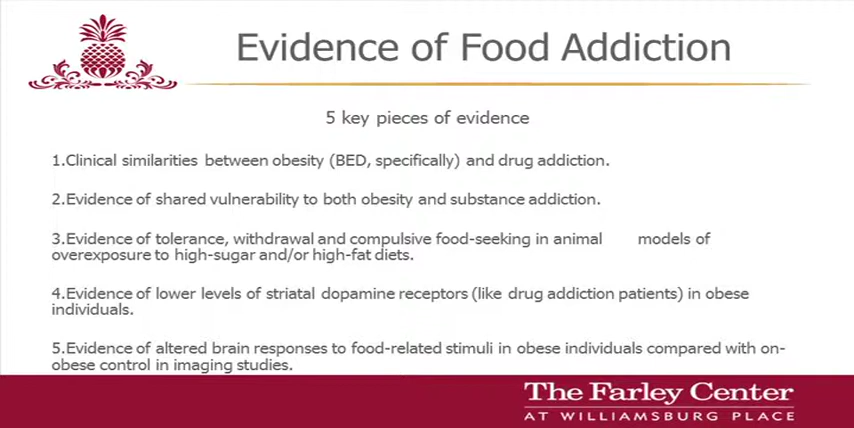 Evidence of Food Addiction
5 key pieces of evidence
1.Clinical similarities between obesity (BED, specifically) and drug addiction.
2.Evidence of shared vulnerability to both obesity and substance addiction.
3.Evidence of tolerance, withdrawal and compulsive food-seeking in animal models of
overexposure to high-sugar and/or high-fat diets.
4.Evidence of lower levels of striatal dopamine receptors (like drug addiction patients) in obese
individuals.
5.Evidence of altered brain responses to food-related stimuli in obese individuals compared with on-
obese control in imaging studies.
The Farley Center
AT WILLIAMSBURG PLACE